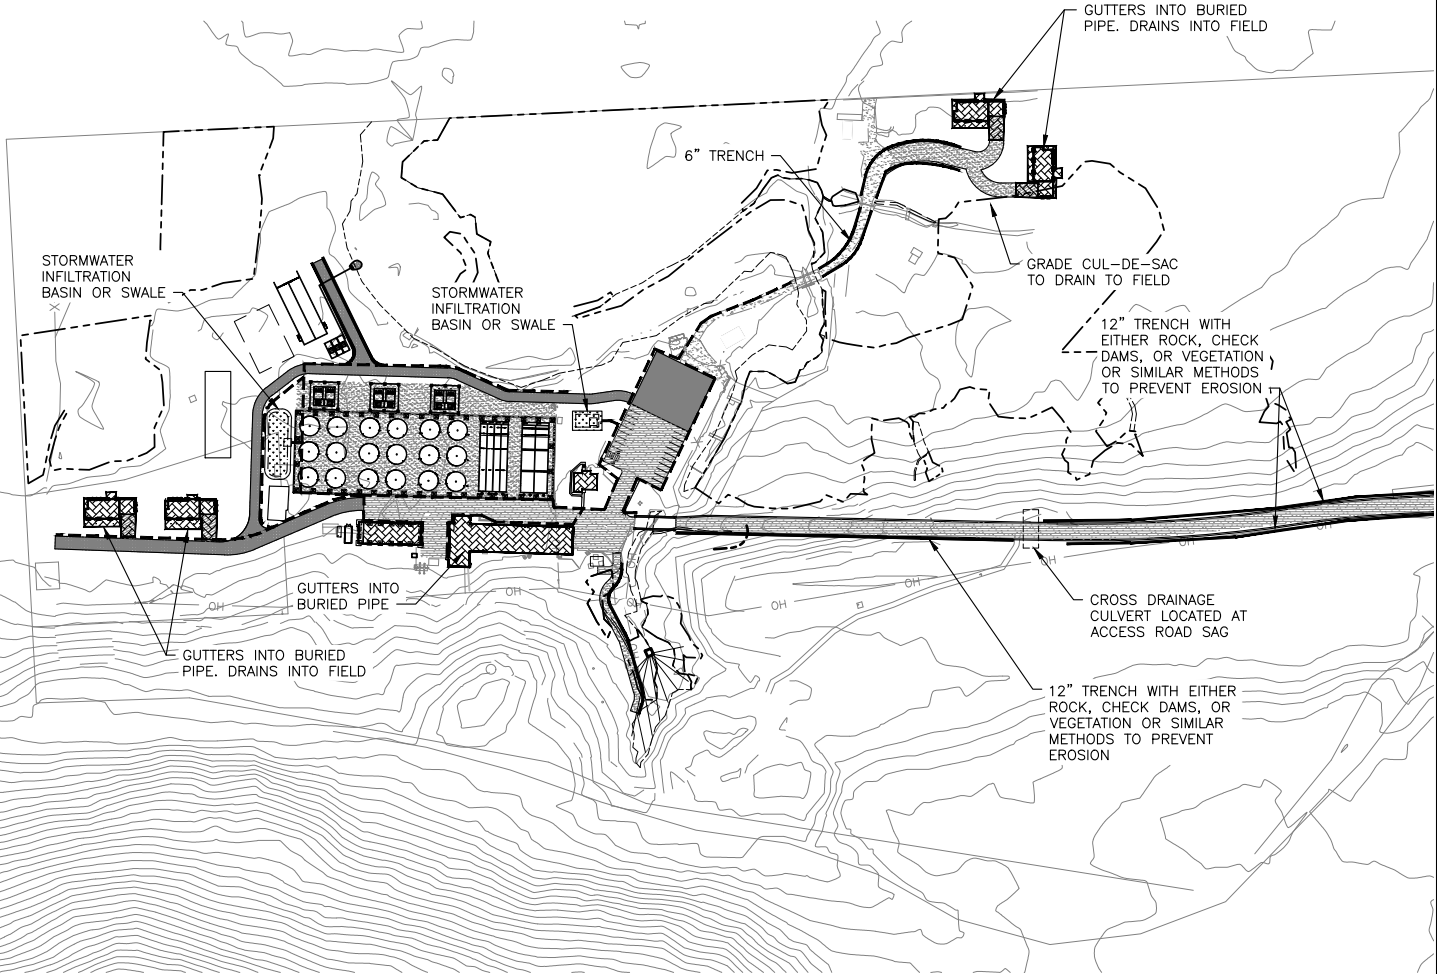 GUTTERS INTO BURIED
PIPE. DRAINS INTO FIELD
6” TRENCH
STORMWATER
INFILTRATION
BASIN OR SWALE
GRADE CUL–DE–SAC
TO DRAIN TO FIELD
STORMWATER
INFILTRATION
BASIN OR SWALE
12” TRENCH WITH
EITHER ROCK, CHECK
DAMS, OR VEGETATION
OR SIMILAR METHODS
TO PREVENT EROSION
OH
OH
OH
OH
OH
OH
OH
GUTTERS INTO
BURIED PIPE
CROSS DRAINAGE
CULVERT LOCATED AT
ACCESS ROAD SAG
GUTTERS INTO BURIED
PIPE. DRAINS INTO FIELD
12” TRENCH WITH EITHER
ROCK, CHECK DAMS, OR
VEGETATION OR SIMILAR
METHODS TO PREVENT
EROSION